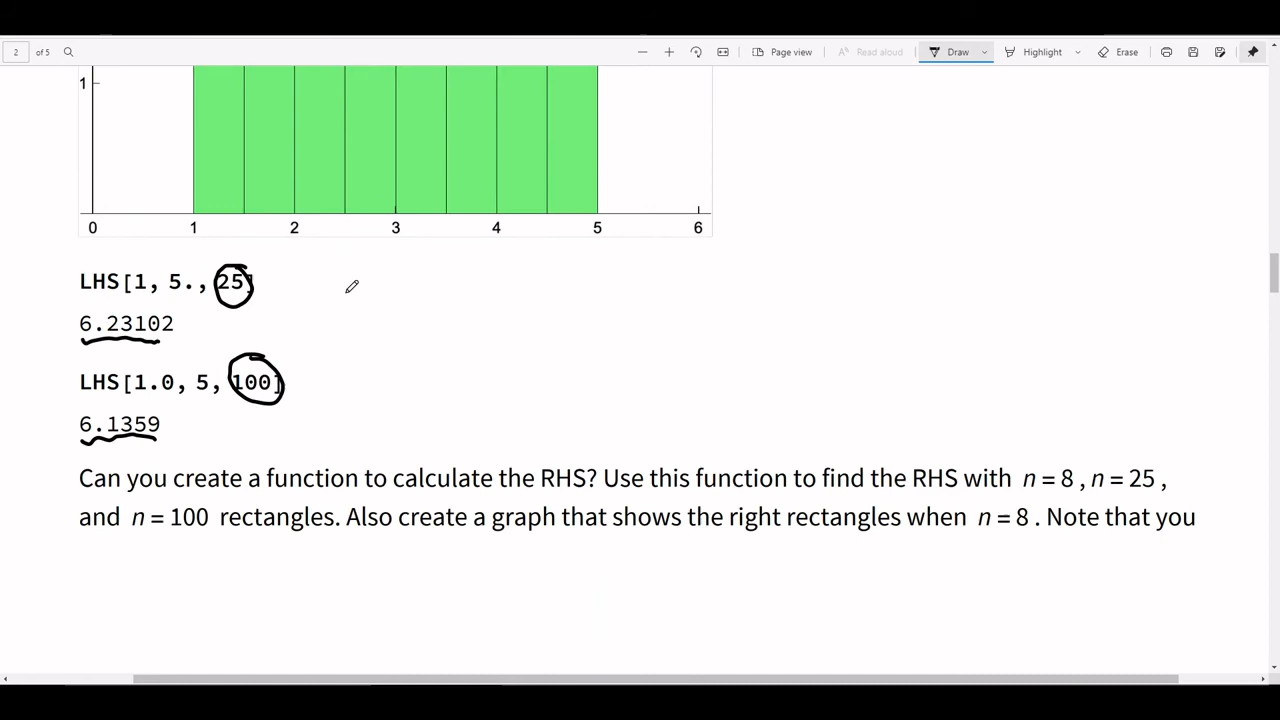 2 of 5 Page view Read aloud Draw Highlight Erase
1
0 1 2 3 4 5 6
LHS[1, 5., 25]
6.23102
LHS[1.0, 5, 100]
6.1359
Can you create a function to calculate the RHS? Use this function to find the RHS with n = 8 , n = 25 ,
and n = 100 rectangles. Also create a graph that shows the right rectangles when n = 8 . Note that you